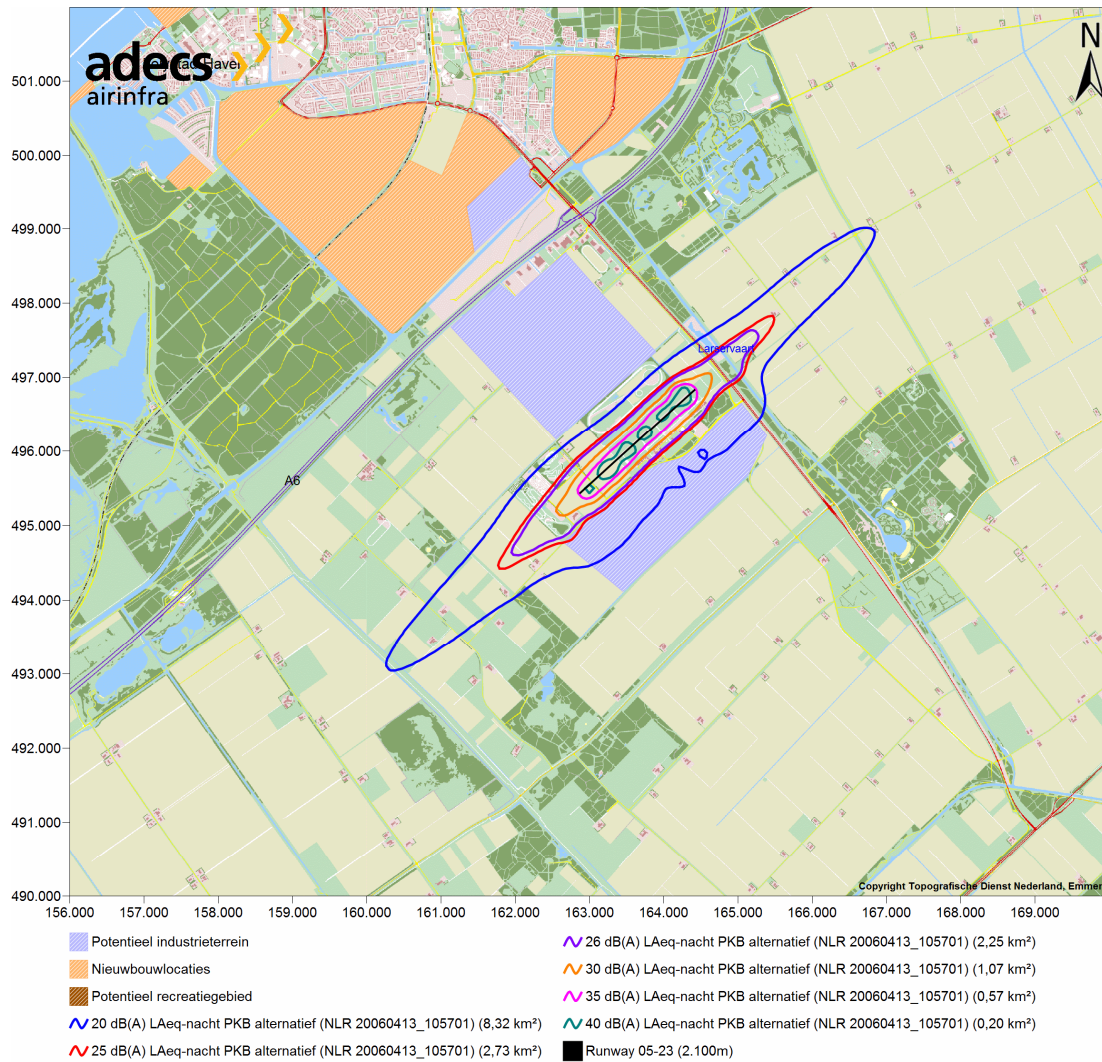 adecs
airinfra
N
501.000
500.000
499.000
498.000
Larservaart
497.000
496.000
A6
495.000
494.000
493.000
492.000
491.000
490.000
Copyright Topografische Dienst Nederland, Emmen
156.000 157.000 158.000 159.000 160.000 161.000 162.000 163.000 164.000 165.000 166.000 167.000 168.000 169.000
Potentieel industrieterrein
Nieuwbouwlocaties
Potentieel recreatiegebied
20 dB(A) LAeq-nacht PKB alternatief (NLR 20060413_105701) (8,32 km²)
25 dB(A) LAeq-nacht PKB alternatief (NLR 20060413_105701) (2,73 km²)
26 dB(A) LAeq-nacht PKB alternatief (NLR 20060413_105701) (2,25 km²)
30 dB(A) LAeq-nacht PKB alternatief (NLR 20060413_105701) (1,07 km²)
35 dB(A) LAeq-nacht PKB alternatief (NLR 20060413_105701) (0,57 km²)
40 dB(A) LAeq-nacht PKB alternatief (NLR 20060413_105701) (0,20 km²)
Runway 05-23 (2.100m)